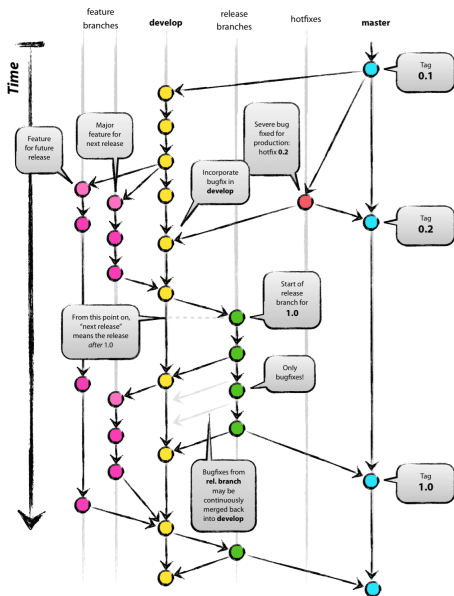 feature
branches
develop
release
branches
hotfixes
master
Time
Tag
0.1
Major
feature for
next release
Severe bug
fixed for
production:
hotfix 0.2
Feature
for future
release
Incorporate
bugfix in
develop
Tag
0.2
Start of
release
branch for
1.0
From this point on,
“next release”
means the release
after 1.0
Only
bugfixes!
Bugfixes from
rel. branch
may be
continuously
merged back
into develop
Tag
1.0